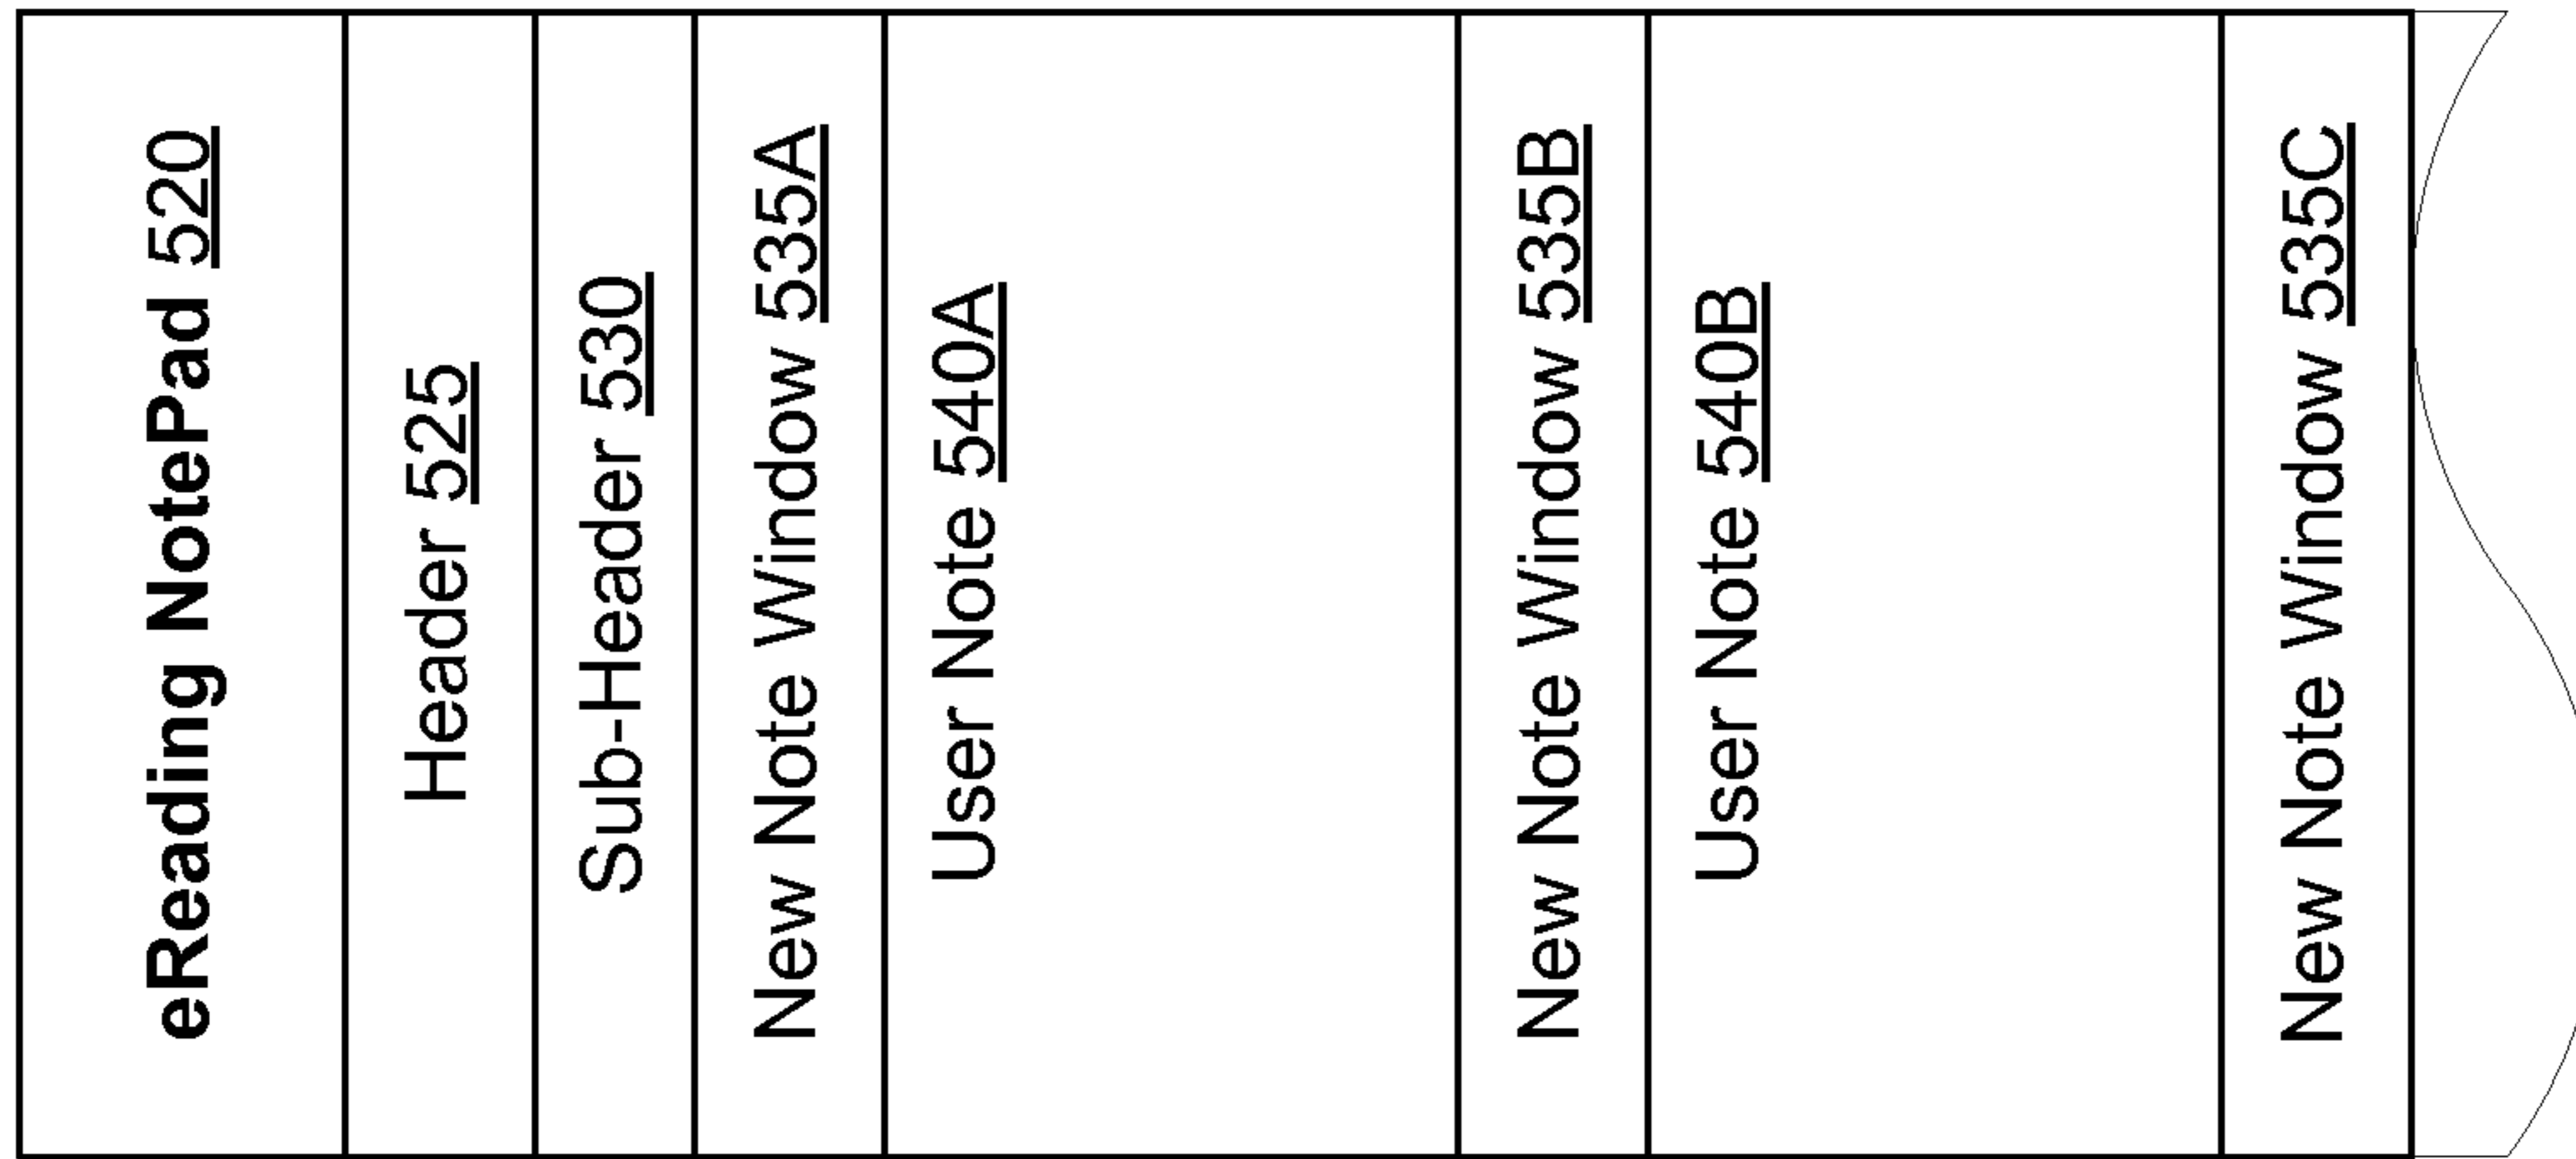 eReading NotePad 520
Header 525
Sub-Header 530
New Note Window 535A
User Note 540A
New Note Window 535B
User Note 540B
New Note Window 535C